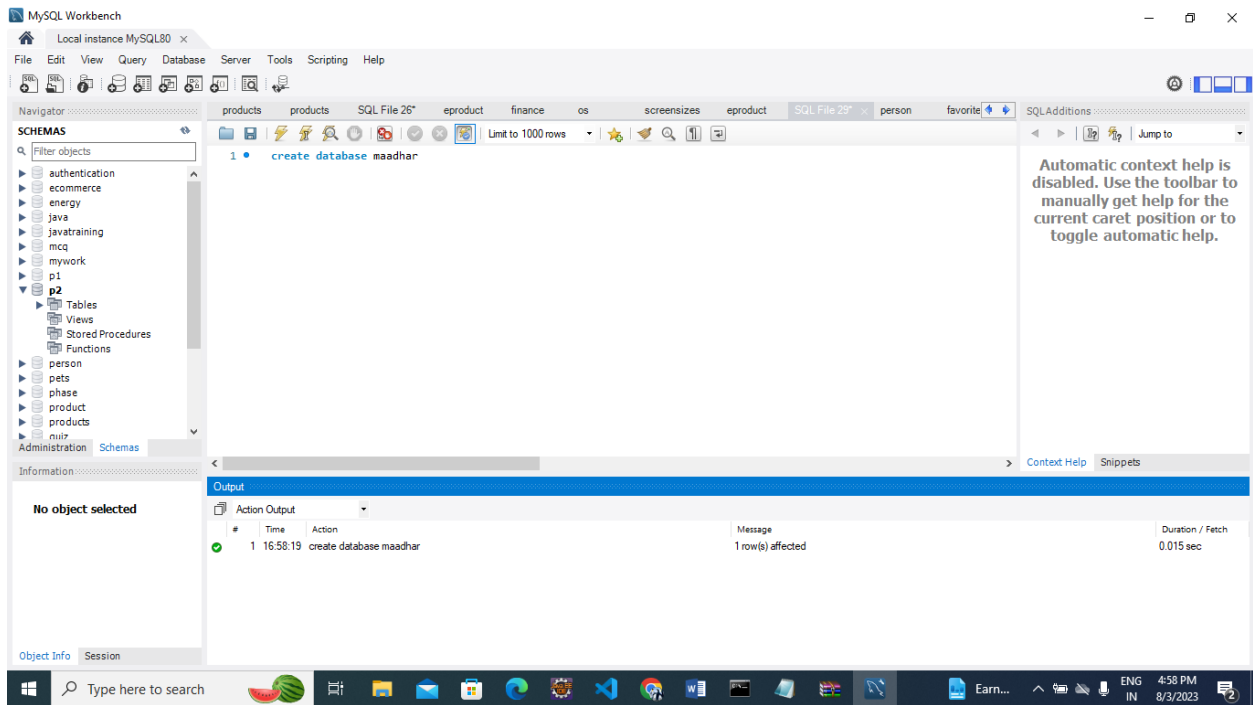 MySQL Workbench
Local instance MySQL80
File Edit View Query Database Server Tools Scripting Help
Navigator
SCHEMAS
Filter objects
authentication
ecommerce
energy
java
javatraining
mcq
mywork
p1
p2
Tables
Views
Stored Procedures
Functions
person
pets
phase
product
products
quiz
Administration Schemas
Information
No object selected
Object Info Session
products products SQL File 26* eproduct finance os screensizes eproduct SQL File 29* person favorite
Limit to 1000 rows
1 create database maadhar
SQLAdditions
Jump to
Automatic context help is
disabled. Use the toolbar to
manually get help for the
current caret position or to
toggle automatic help.
Context Help Snippets
Output
Action Output
# Time Action Message Duration / Fetch
1 16:58:19 create database maadhar 1 row(s) affected 0.015 sec
Type here to search
Earn...
ENG
IN
4:58 PM
8/3/2023
2